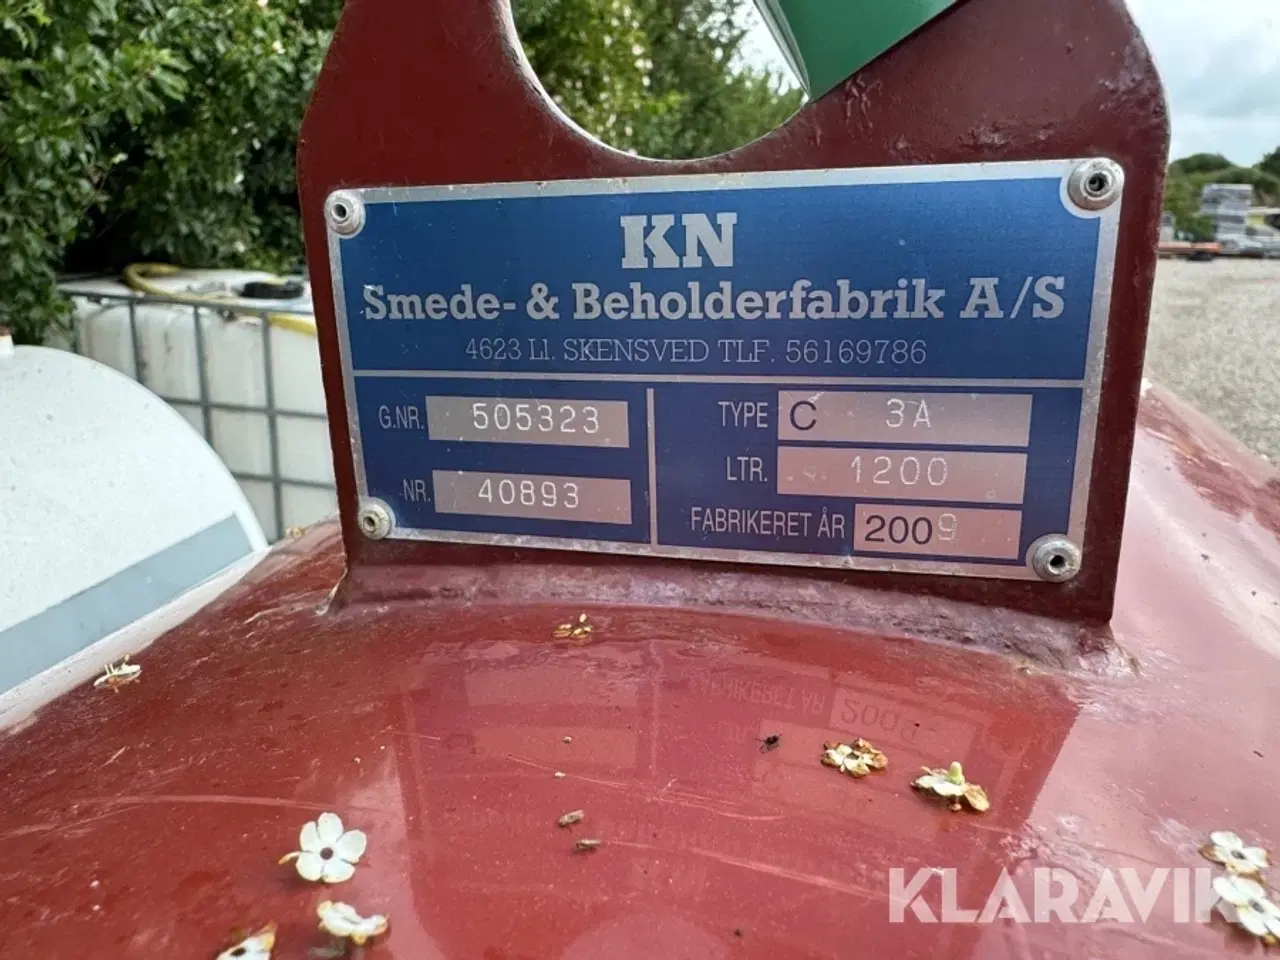 KN
Smede- & Beholderfabrik A/S
4623 Ll. SKENSVED TLF. 56169786
G.NR. 505323
NR. 40893
TYPE C 3A
LTR. 1200
FABRIKERET ÅR 2009
KLARAVIK